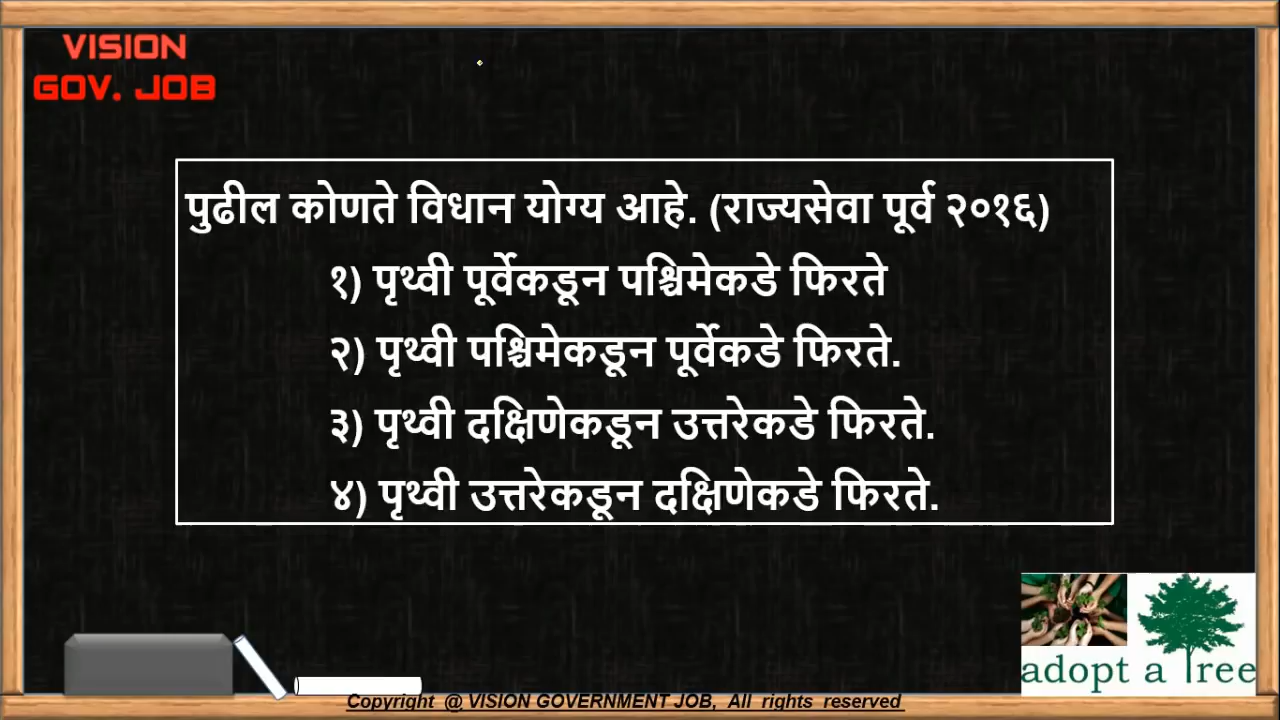 VISION
GOV. JOB
पुढील कोणते विधान योग्य आहे. (राज्यसेवा पूर्व २०१६)
१) पृथ्वी पूर्वेकडून पश्चिमेकडे फिरते
२) पृथ्वी पश्चिमेकडून पूर्वेकडे फिरते.
३) पृथ्वी दक्षिणेकडून उत्तरेकडे फिरते.
४) पृथ्वी उत्तरेकडून दक्षिणेकडे फिरते.
adopt a Tree
Copyright @ VISION GOVERNMENT JOB, All rights reserved